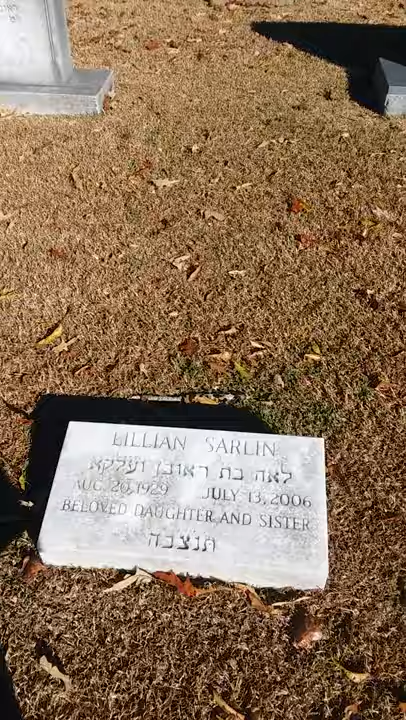 LILLIAN SARLIN
לאה בת ראובן ועלקא
AUG. 20, 1929 JULY 13, 2006
BELOVED DAUGHTER AND SISTER
תנצבה